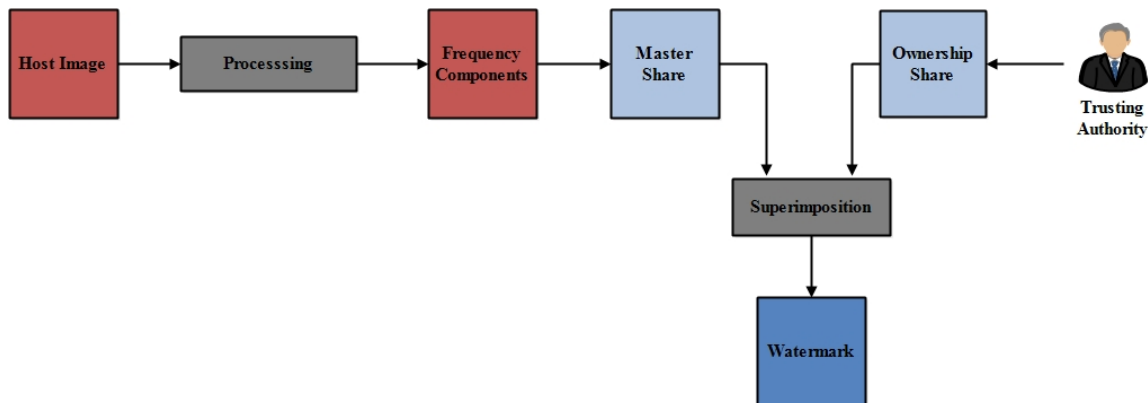 Host Image
Processsing
Frequency
Components
Master
Share
Ownership
Share
Trusting
Authority
Superimposition
Watermark